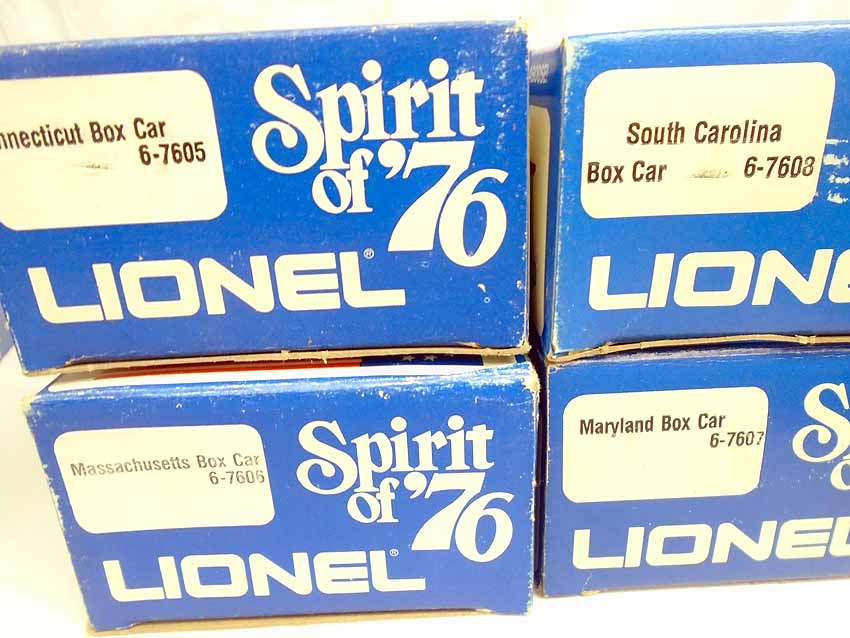 nnecticut Box Car
6-7605
Spirit
of '76
LIONEL®
South Carolina
Box Car 6-7608
LIONE
Massachusetts Box Car
6-7606
Spirit
of '76
LIONEL®
Maryland Box Car
6-7607
S
LIONEL